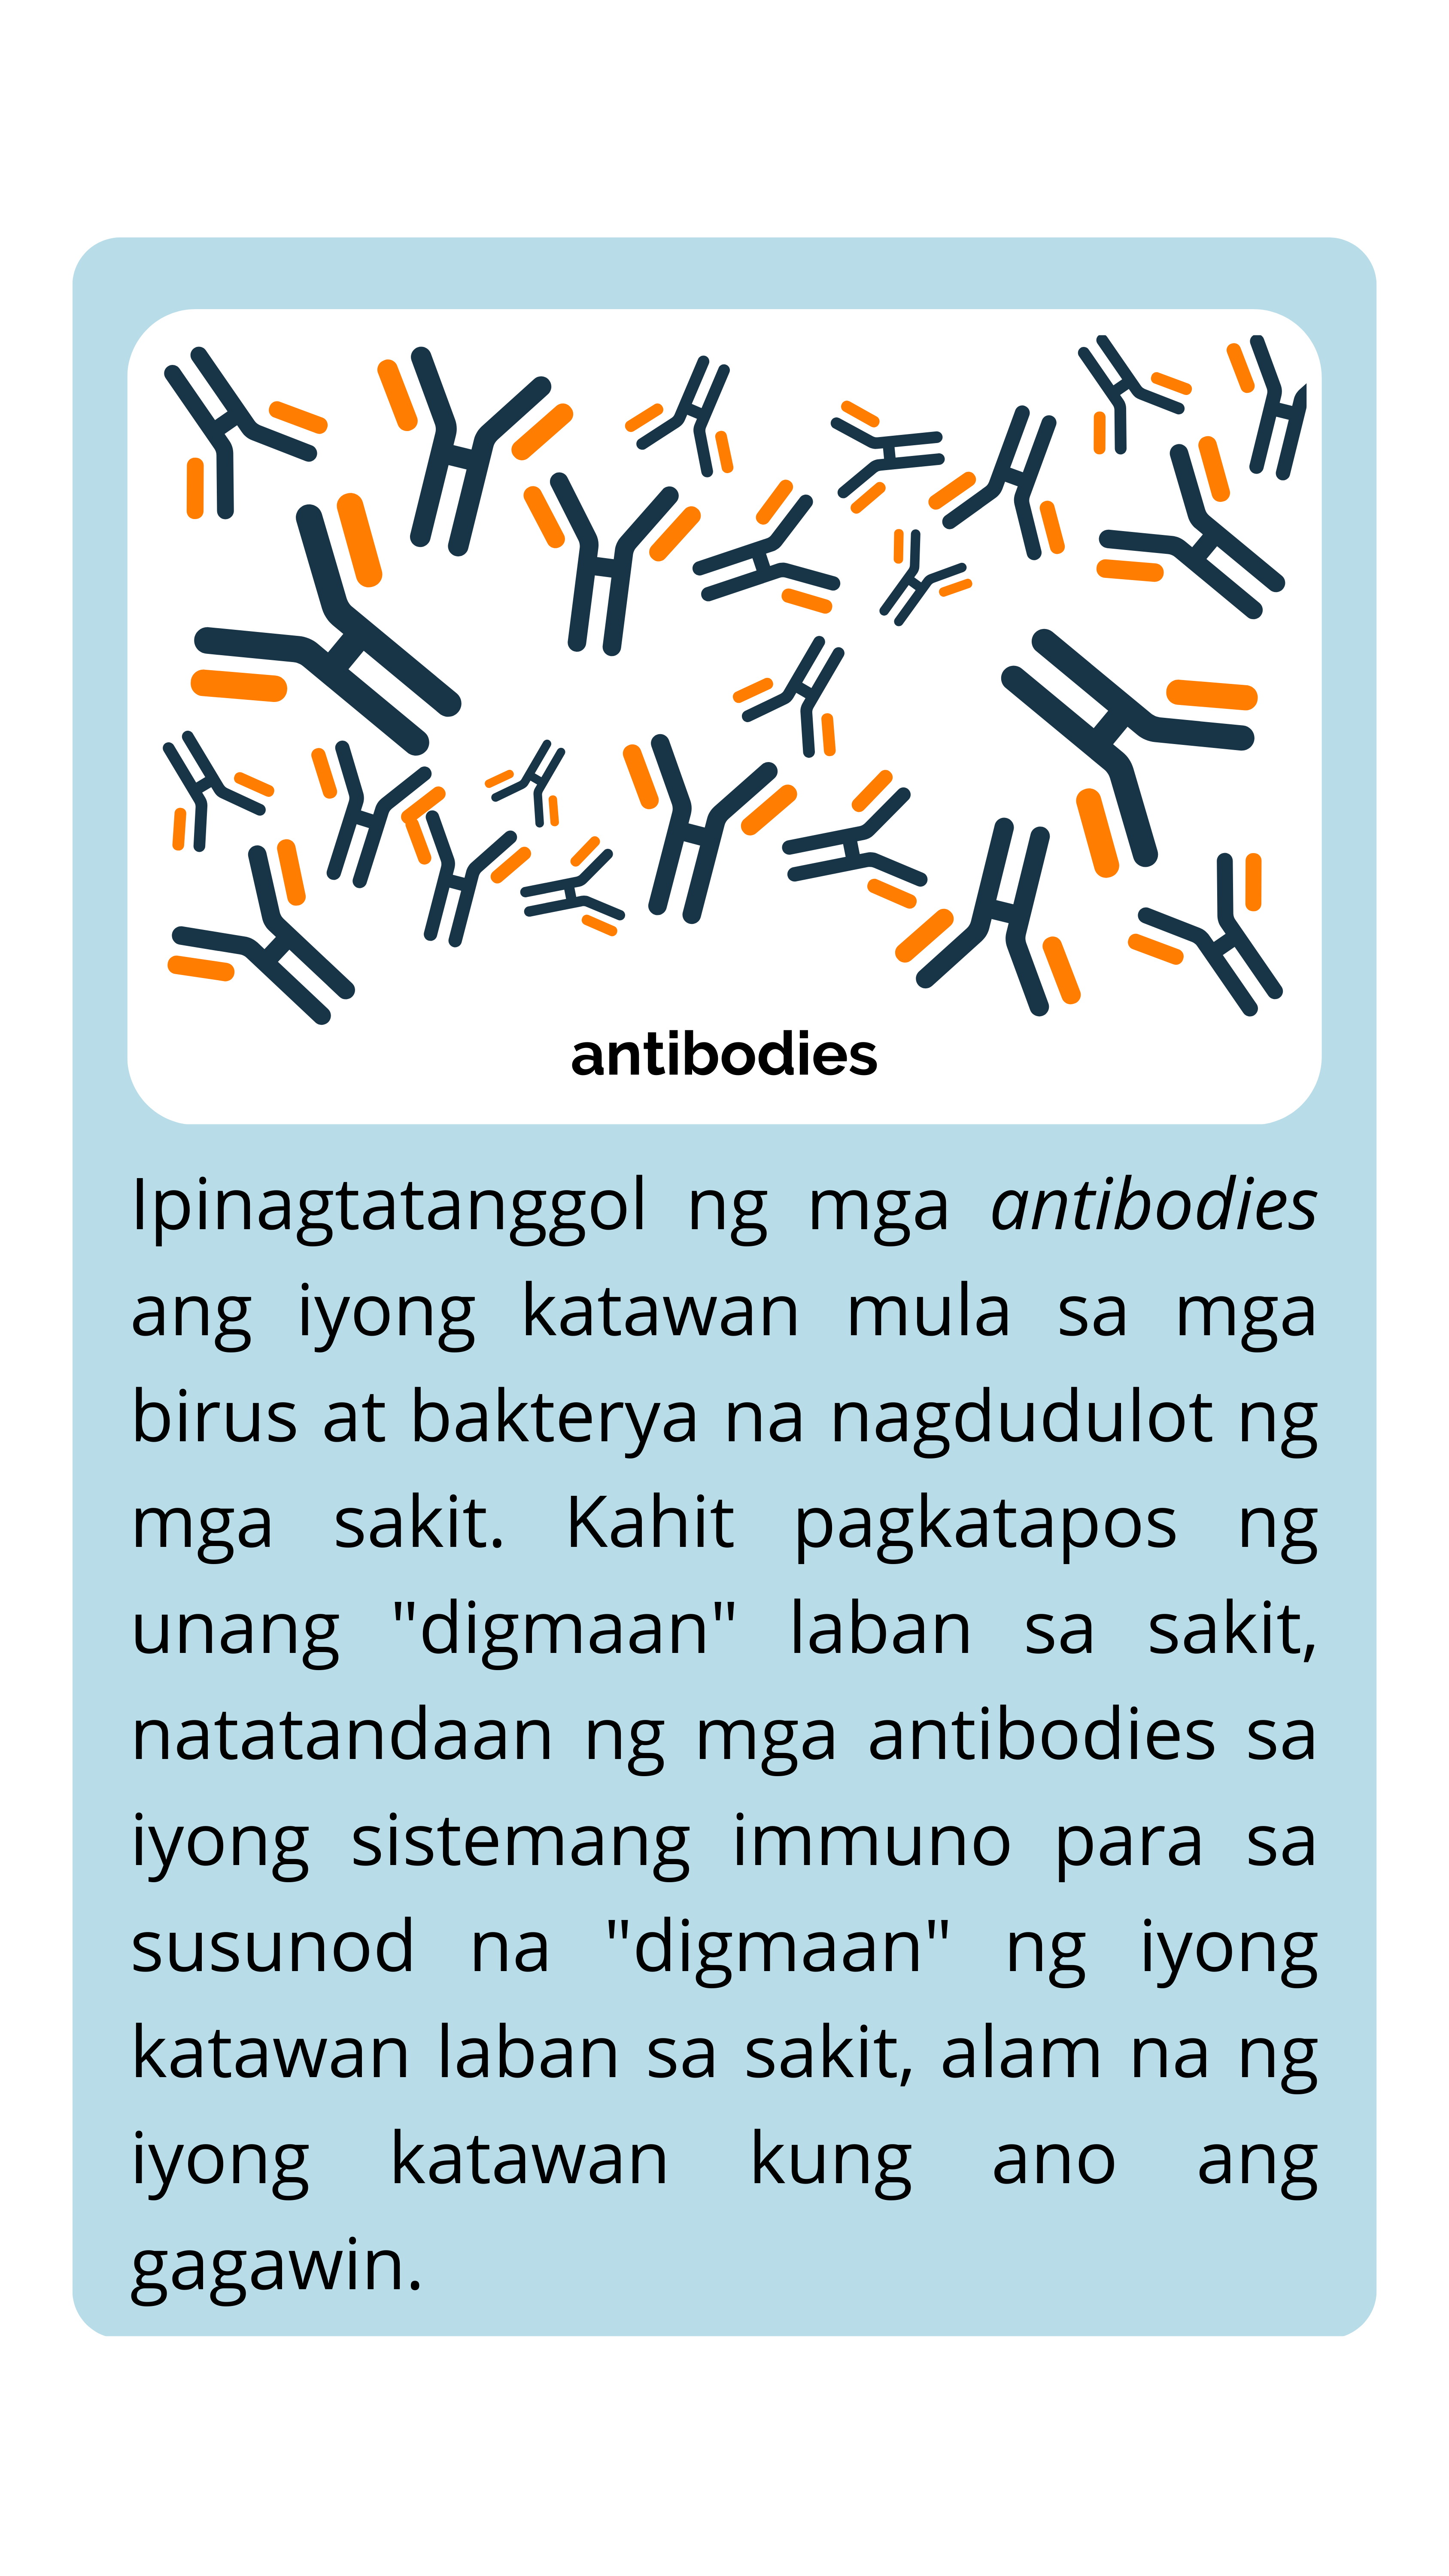 antibodies
Ipinagtatanggol ng mga antibodies
ang iyong katawan mula sa mga
birus at bakterya na nagdudulot ng
mga sakit. Kahit pagkatapos ng
unang "digmaan" laban sa sakit,
natatandaan ng mga antibodies sa
iyong sistemang immuno para sa
susunod na "digmaan" ng iyong
katawan laban sa sakit, alam na ng
iyong katawan kung ano ang
gagawin.